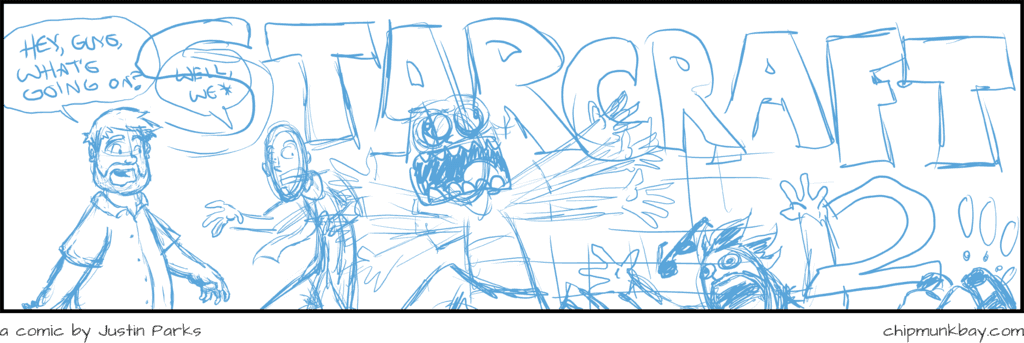 HEY, GUYS,
WHAT'S
GOING ON?
WELL,
WE*
STARCRAFT
2!!!
a comic by Justin Parks
chipmunkbay.com